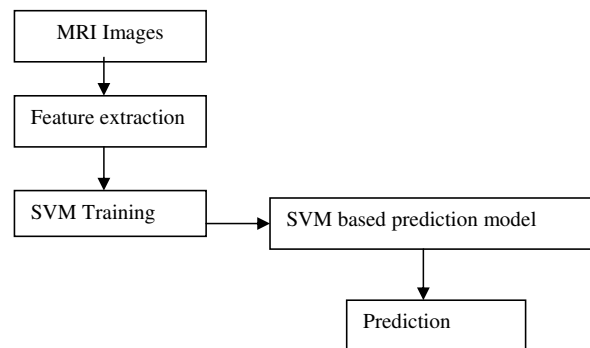 MRI Images
Feature extraction
SVM Training
SVM based prediction model
Prediction